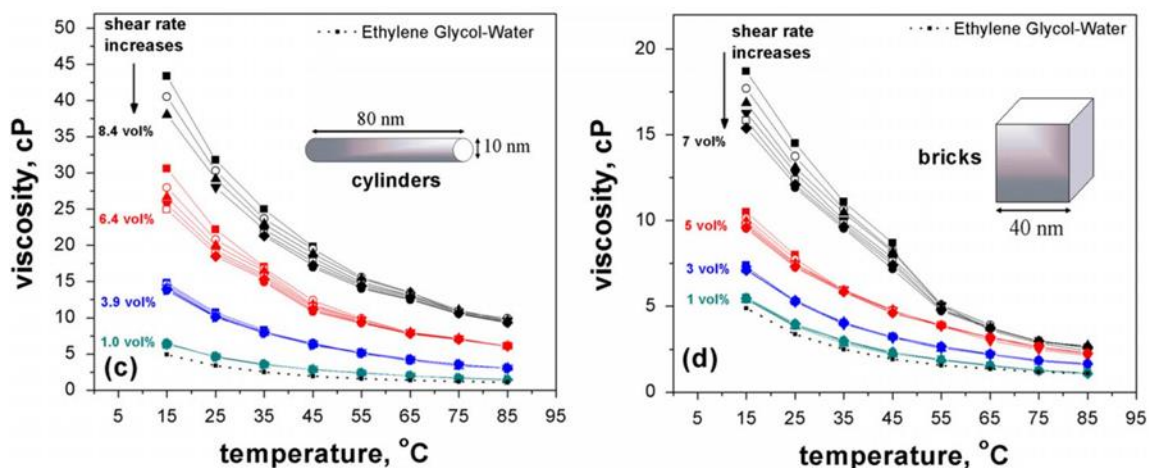 50
45
40
35
30
25
20
15
10
5
0
viscosity, cP
shear rate
increases
Ethylene Glycol-Water
8.4 vol%
80 nm
10 nm
cylinders
6.4 vol%
3.9 vol%
1.0 vol%
(c)
5 15 25 35 45 55 65 75 85
temperature, °C
20
15
10
5
0
viscosity, cP
shear rate
increases
Ethylene Glycol-Water
7 vol%
bricks
40 nm
5 vol%
3 vol%
1 vol%
(d)
5 15 25 35 45 55 65 75 85 95
temperature, °C